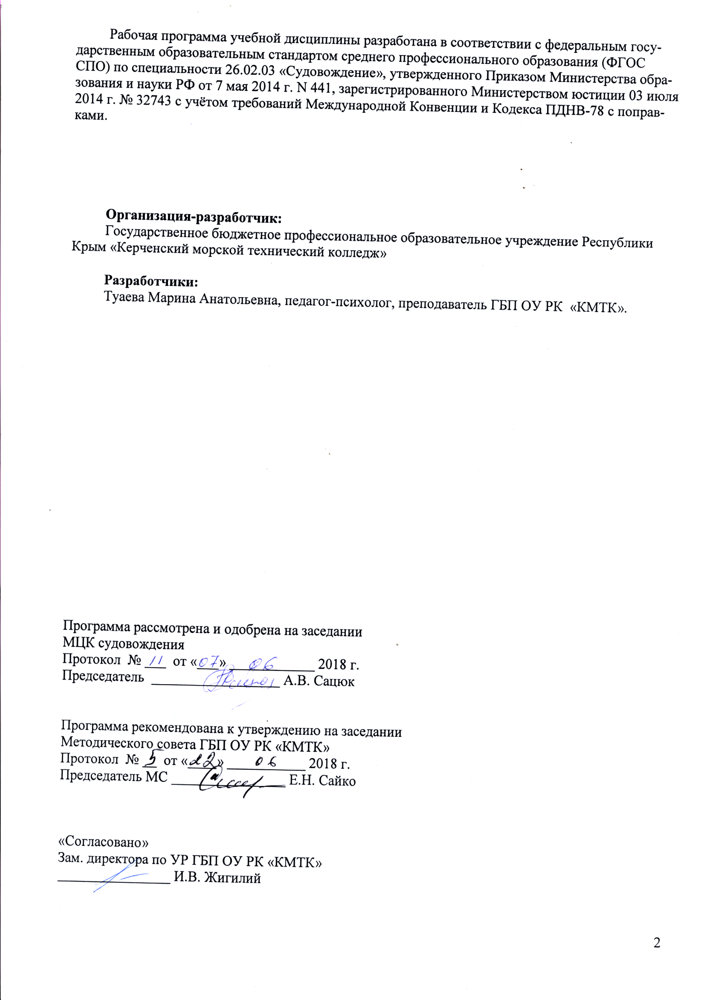 Рабочая программа учебной дисциплины разработана в соответствии с федеральным госу-
дарственным образовательным стандартом среднего профессионального образования (ФГОС
СПО) по специальности 26.02.03 «Судовождение», утвержденного Приказом Министерства обра-
зования и науки РФ от 7 мая 2014 г. N 441, зарегистрированного Министерством юстиции 03 июля
2014 г. № 32743 с учётом требований Международной Конвенции и Кодекса ПДНВ-78 с поправ-
ками.
Организация-разработчик:
Государственное бюджетное профессиональное образовательное учреждение Республики
Крым «Керченский морской технический колледж»
Разработчики:
Туаева Марина Анатольевна, педагог-психолог, преподаватель ГБП ОУ РК «КМТК».
Программа рассмотрена и одобрена на заседании
МЦК судовождения
Протокол № 11 от «07» 06 2018 г.
Председатель А.В. Сацюк
Программа рекомендована к утверждению на заседании
Методического совета ГБП ОУ РК «КМТК»
Протокол № 5 от «22» 06 2018 г.
Председатель МС Е.Н. Сайко
«Согласовано»
Зам. директора по УР ГБП ОУ РК «КМТК»
И.В. Жигилий
2